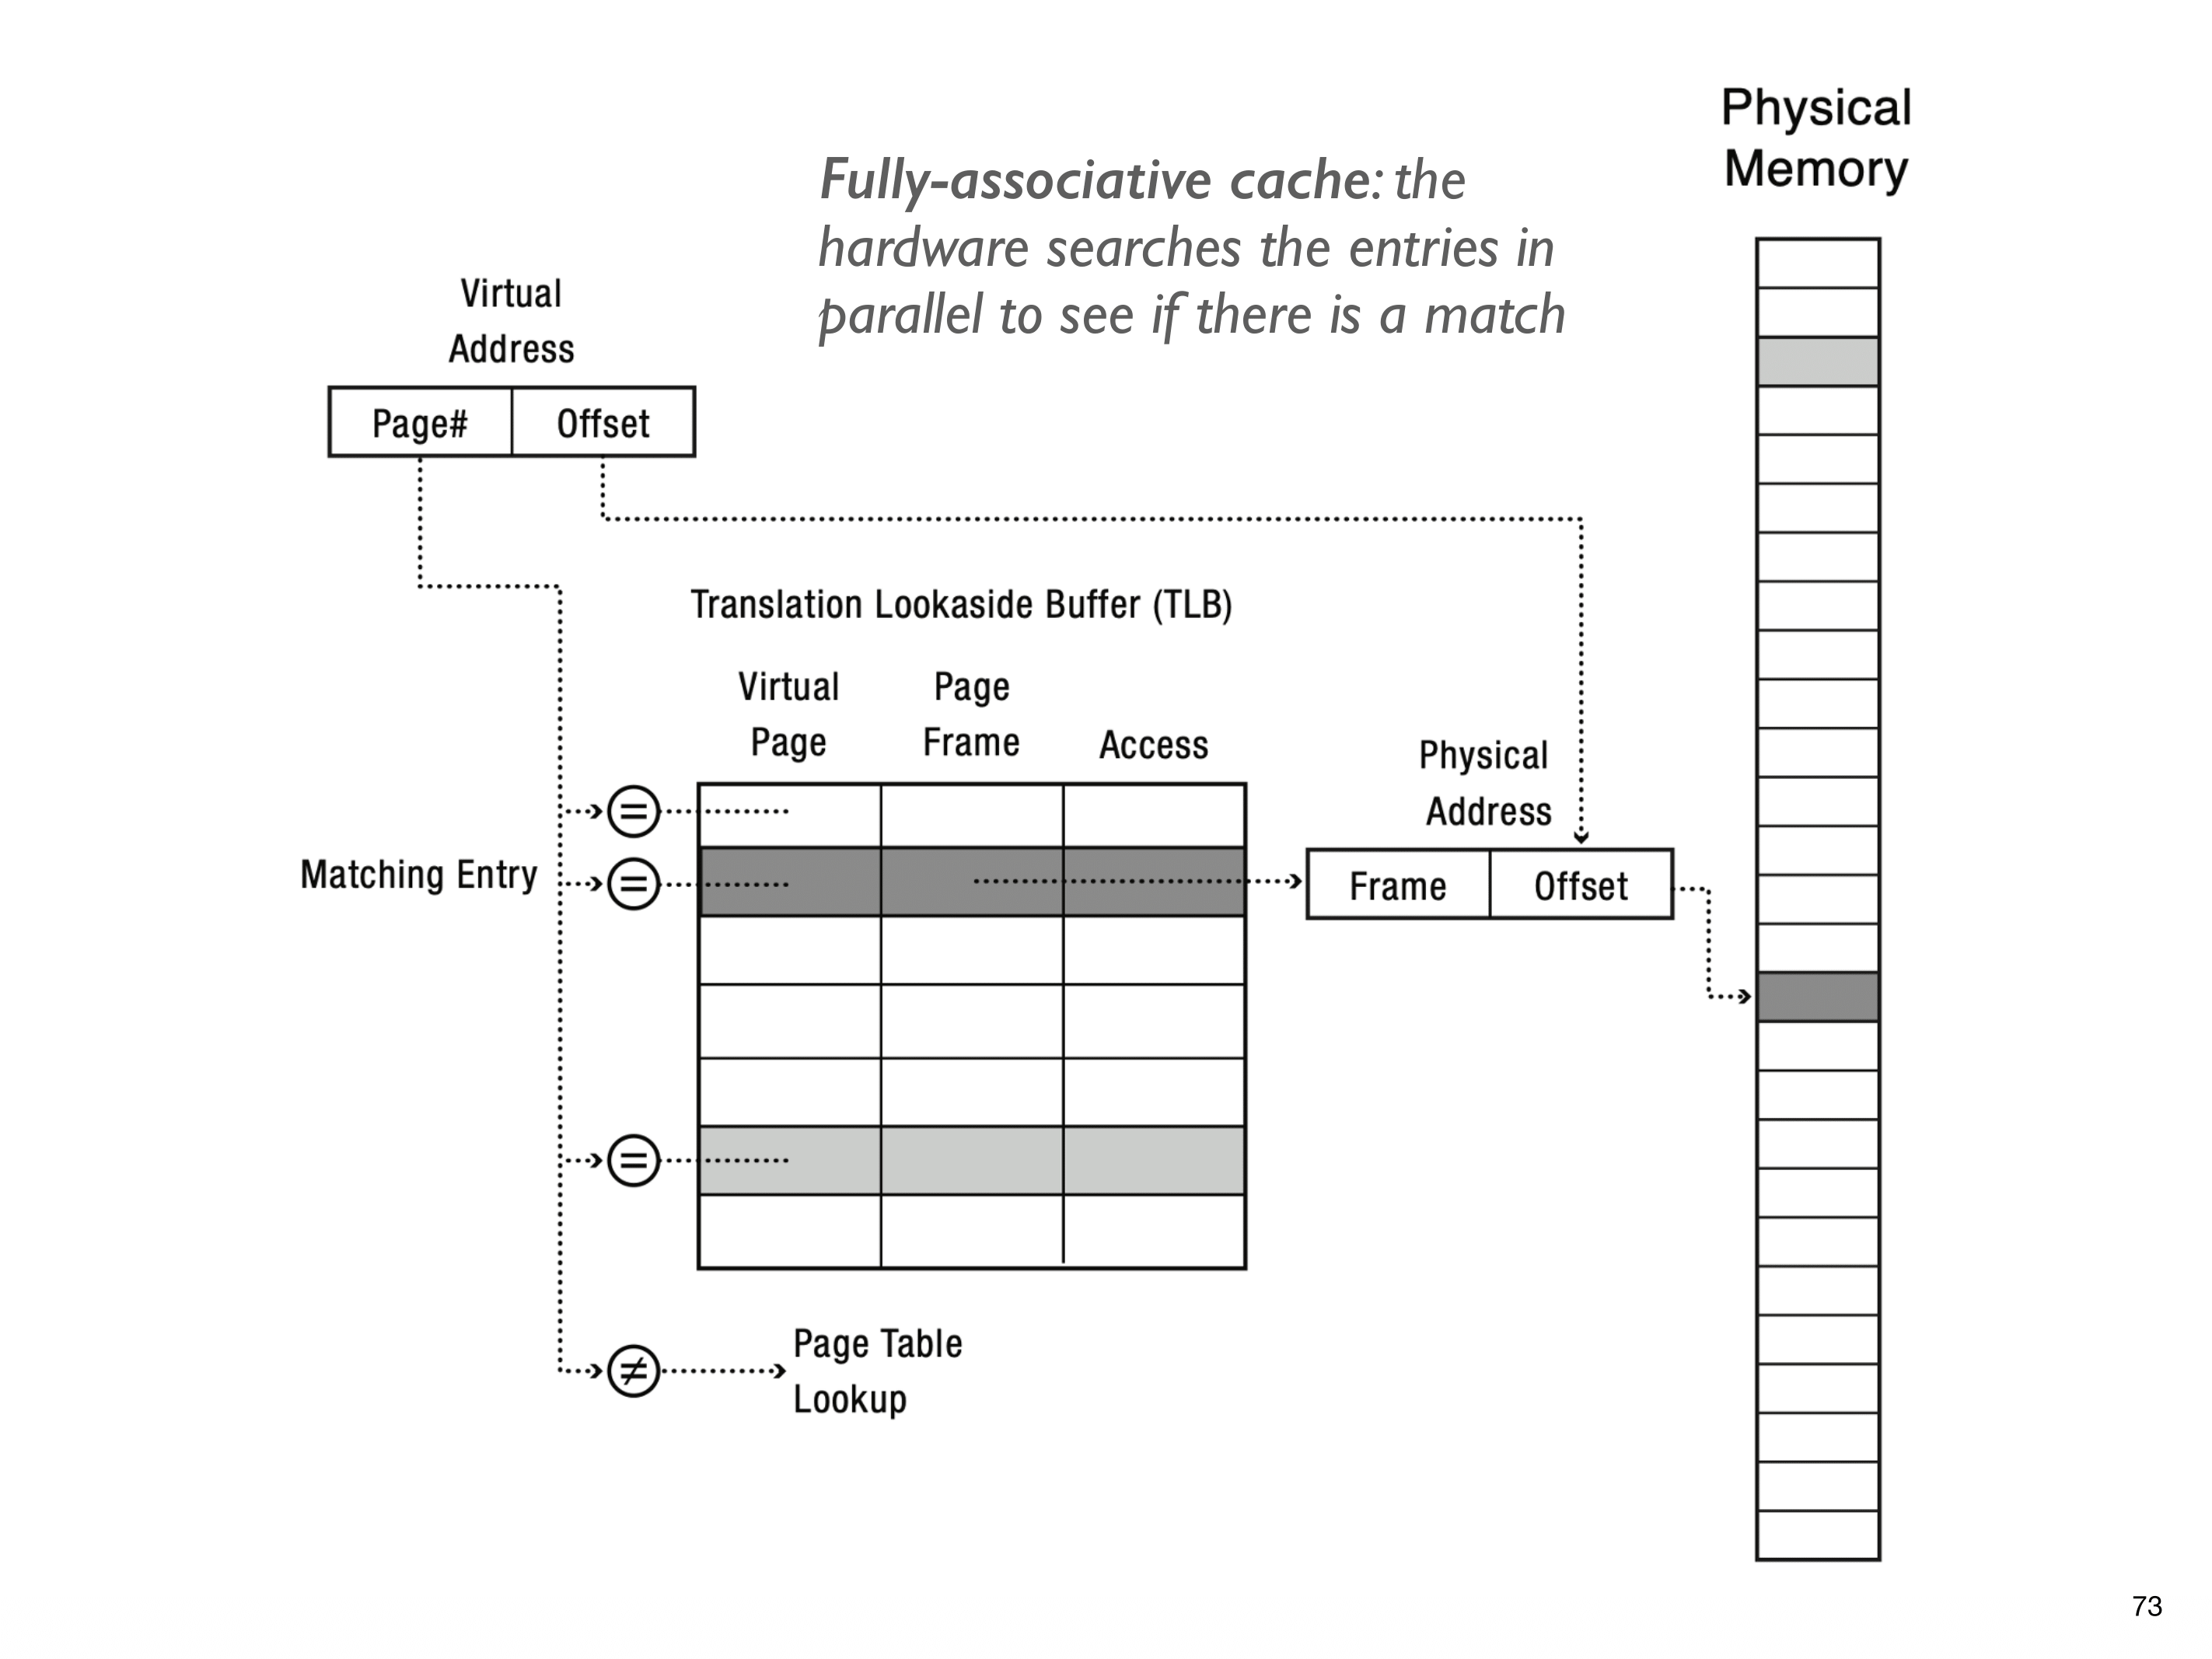 Physical
Memory
Fully-associative cache: the
hardware searches the entries in
parallel to see if there is a match
Virtual
Address
Page# Offset
Translation Lookaside Buffer (TLB)
Virtual
Page
Page
Frame
Access
Physical
Address
Matching Entry
= 
=
Frame Offset
=
≠
Page Table
Lookup
73